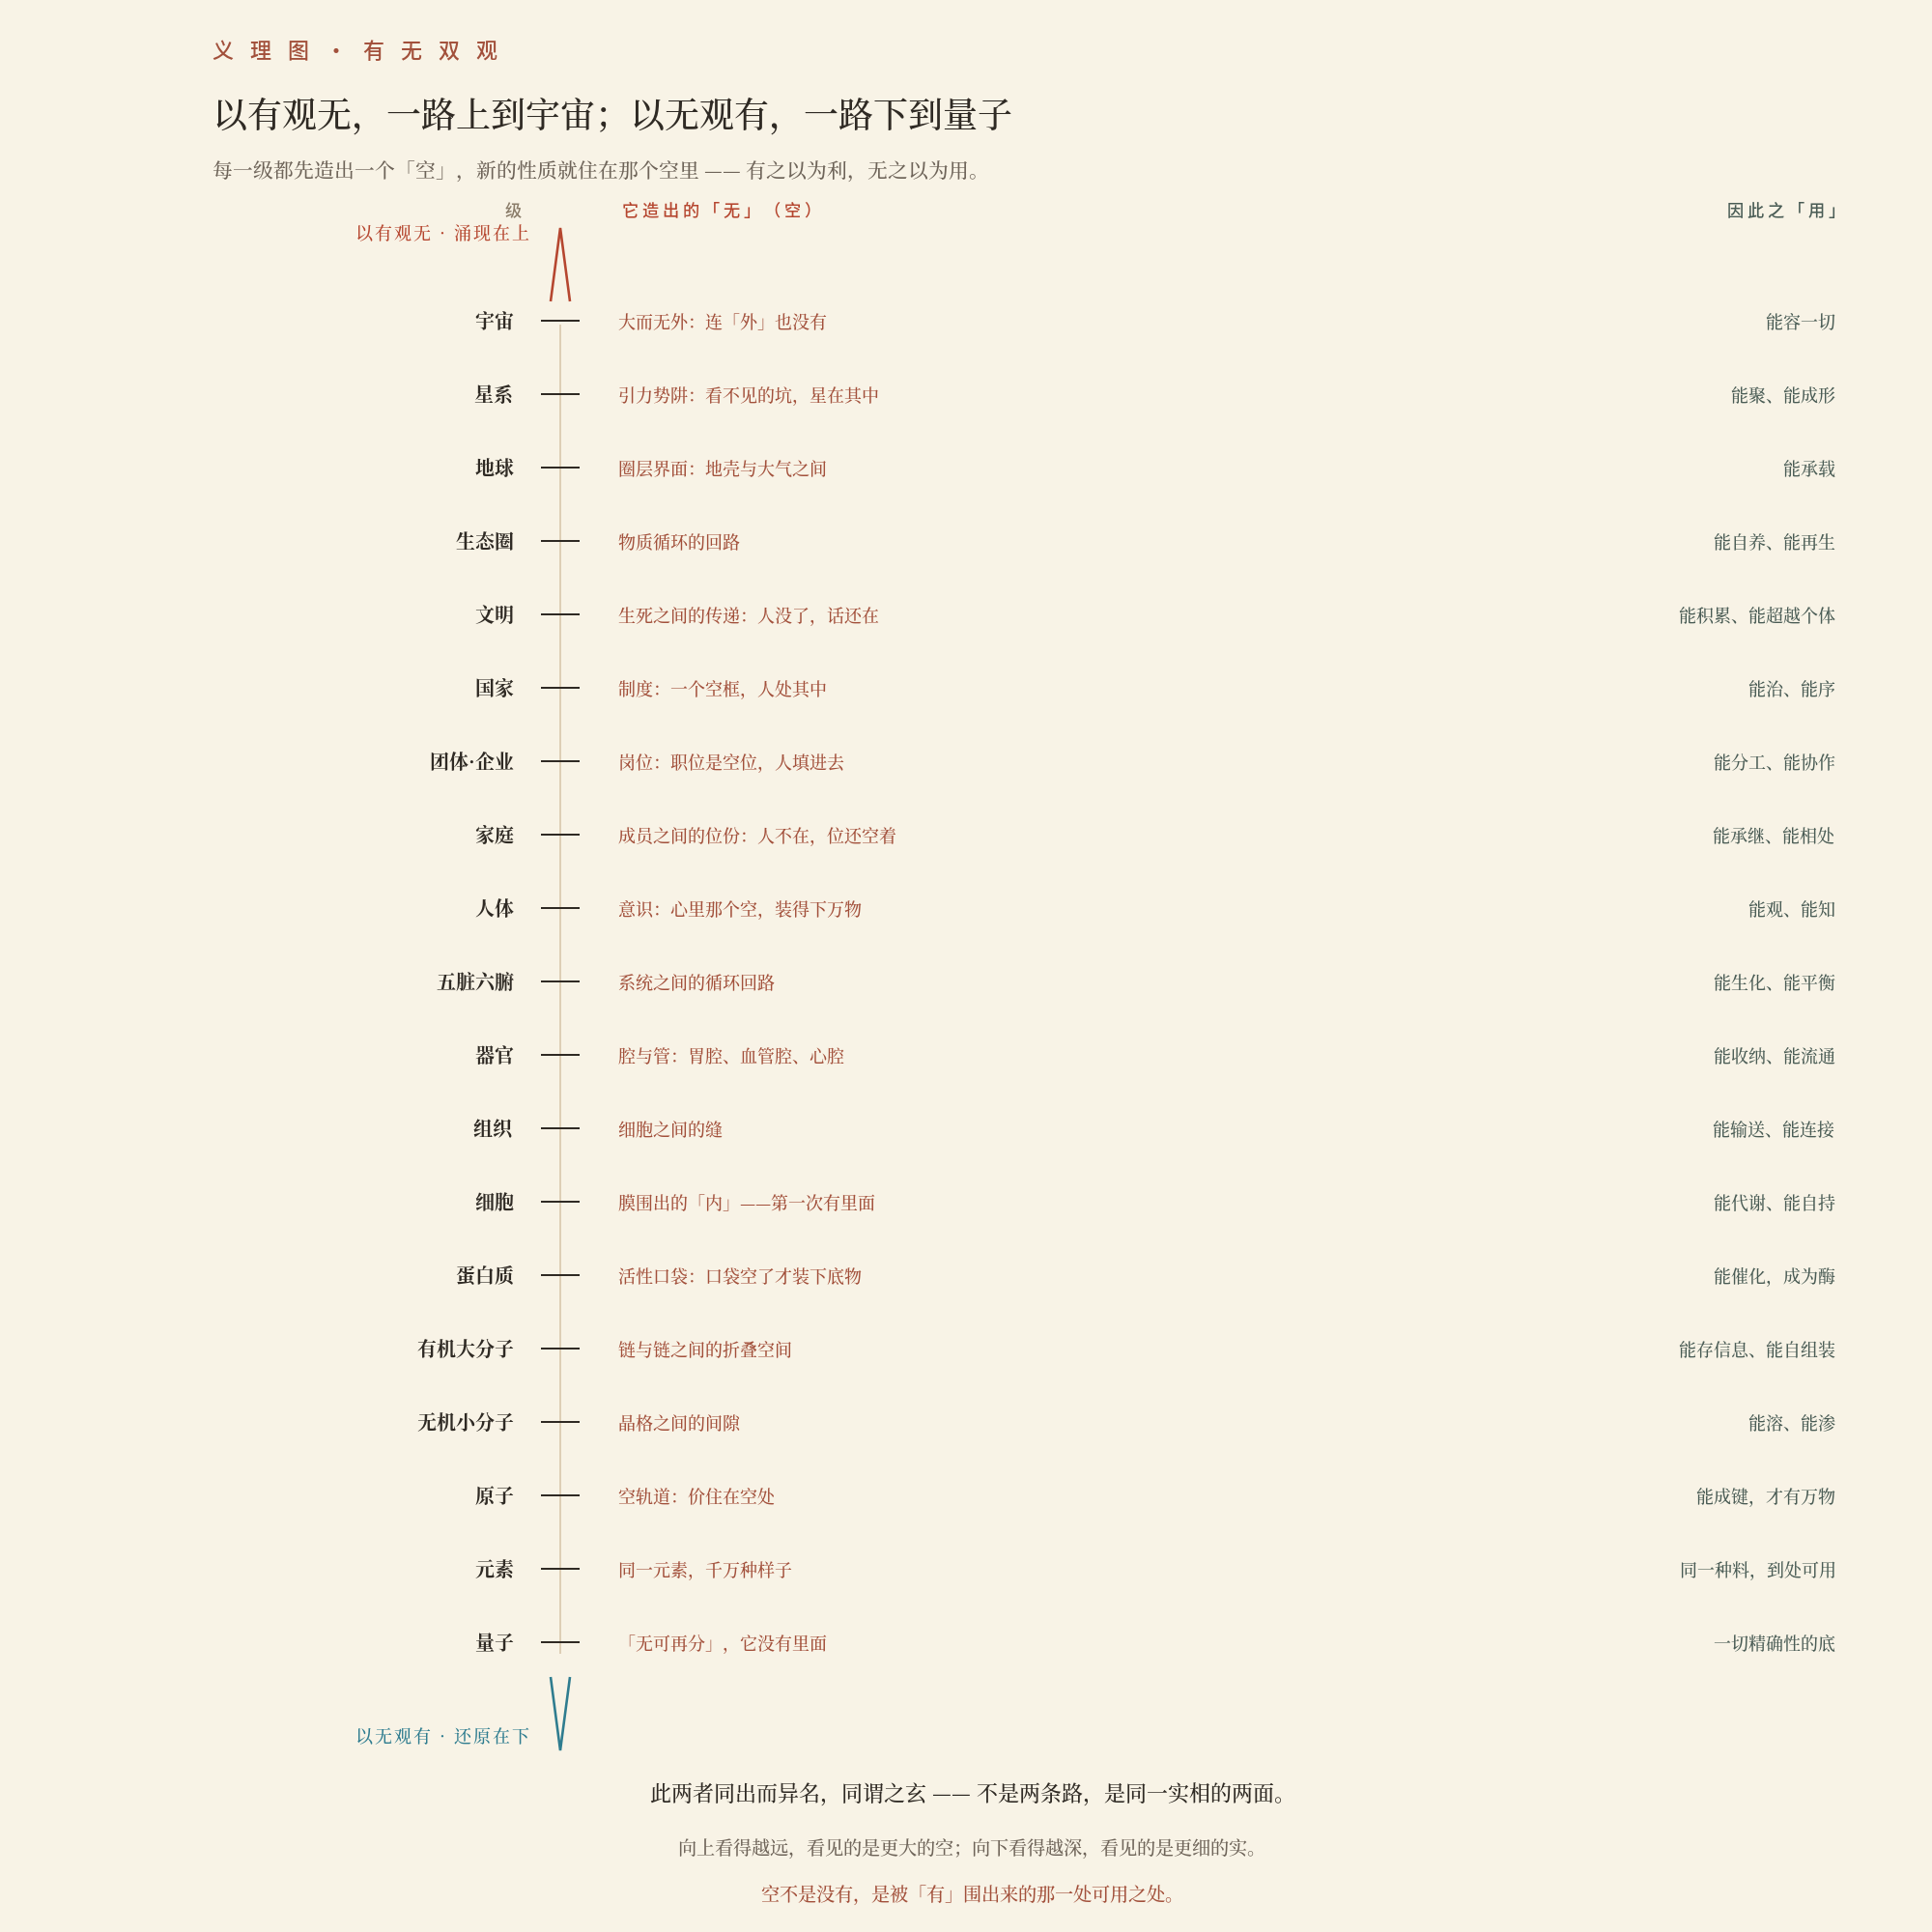 义理图·有无双观
以有观无，一路上到宇宙；以无观有，一路下到量子
每一级都先造出一个「空」，新的性质就住在那个空里 —— 有之以为利，无之以为用。
级 它造出的「无」（空） 因此之「用」
以有观无 · 涌现在上
宇宙 大而无外：连「外」也没有 能容一切
星系 引力势阱：看不见的坑，星在其中 能聚、能成形
地球 圈层界面：地壳与大气之间 能承载
生态圈 物质循环的回路 能自养、能再生
文明 生死之间的传递：人没了，话还在 能积累、能超越个体
国家 制度：一个空框，人处其中 能治、能序
团体·企业 岗位：职位是空位，人填进去 能分工、能协作
家庭 成员之间的位份：人不在，位还空着 能承继、能相处
人体 意识：心里那个空，装得下万物 能观、能知
五脏六腑 系统之间的循环回路 能生化、能平衡
器官 腔与管：胃腔、血管腔、心腔 能收纳、能流通
组织 细胞之间的缝 能输送、能连接
细胞 膜围出的「内」——第一次有里面 能代谢、能自持
蛋白质 活性口袋：口袋空了才装下底物 能催化，成为酶
有机大分子 链与链之间的折叠空间 能存信息、能自组装
无机小分子 晶格之间的间隙 能溶、能渗
原子 空轨道：价住在空处 能成键，才有万物
元素 同一元素，千万种样子 同一种料，到处可用
量子 「无可再分」，它没有里面 一切精确性的底
以无观有 · 还原在下
此两者同出而异名，同谓之玄 —— 不是两条路，是同一实相的两面。
向上看得越远，看见的是更大的空；向下看得越深，看见的是更细的实。
空不是没有，是被「有」围出来的那一处可用之处。